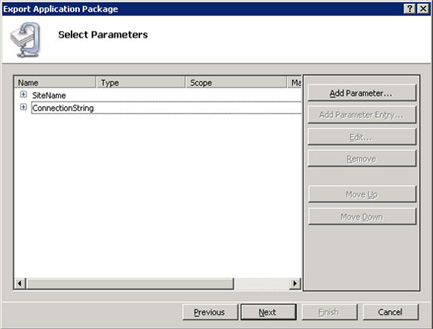 Export Application Package
Select Parameters
Name Type Scope Ma
SiteName
ConnectionString
Add Parameter...
Add Parameter Entry...
Edit...
Remove
Move Up
Move Down
Previous Next Finish Cancel